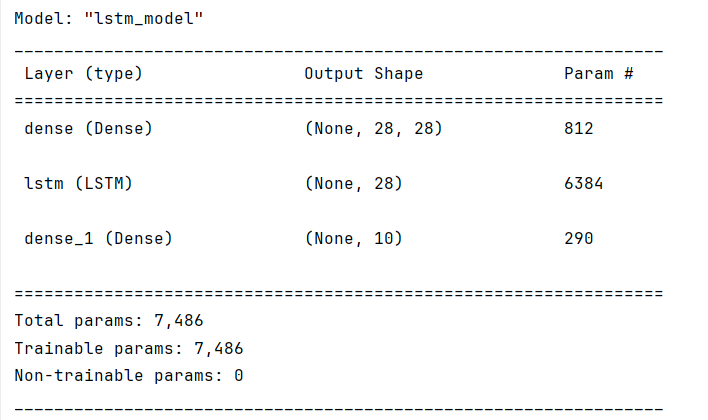 Model: "lstm_model"
_________________________________________________________________
Layer (type) Output Shape Param #
=================================================================
dense (Dense) (None, 28, 28) 812
lstm (LSTM) (None, 28) 6384
dense_1 (Dense) (None, 10) 290
=================================================================
Total params: 7,486
Trainable params: 7,486
Non-trainable params: 0
_________________________________________________________________